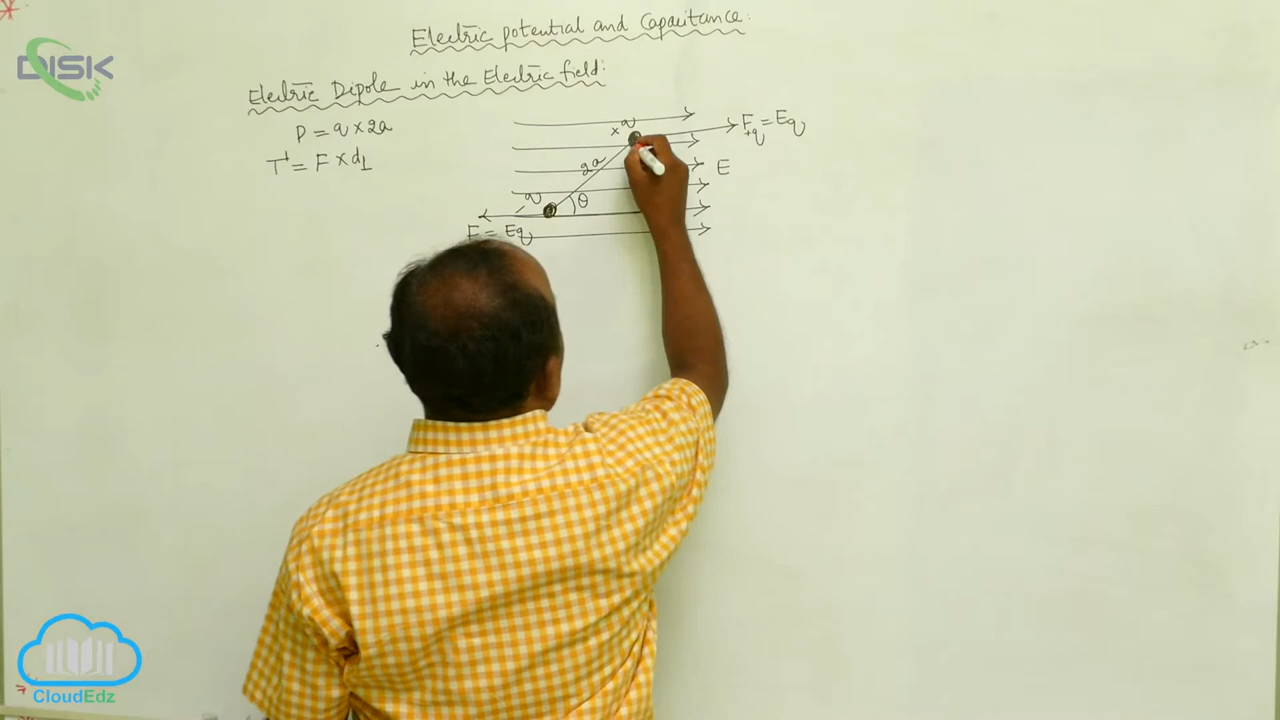 Electric potential and Capacitance:
DISK
Electric Dipole in the Electric field:
P = q × 2a
T = F × d⊥
+q
F+q = Eq
2a
E
-q
θ
F = Eq
CloudEdz